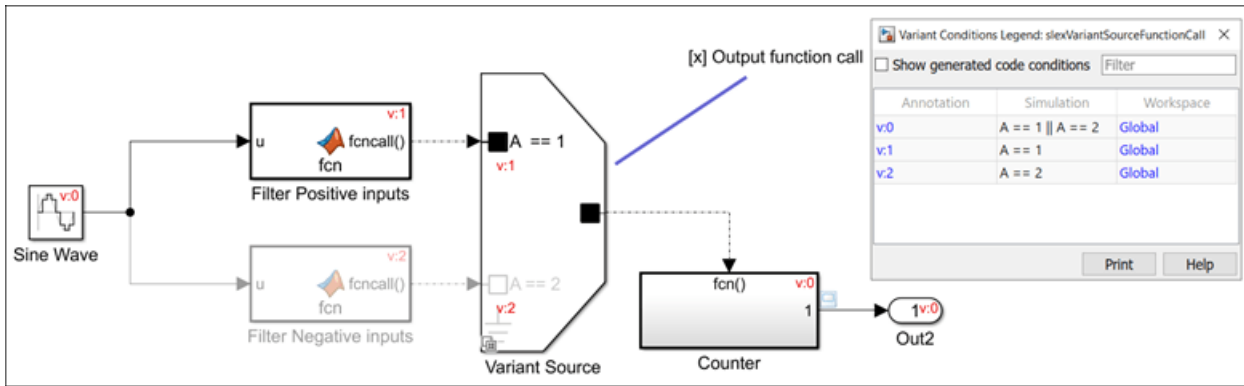 [x] Output function call
v:1
u
fcncall()
fcn
Filter Positive inputs
v:0
Sine Wave
v:2
u
fcncall()
fcn
Filter Negative inputs
A == 1
v:1
A == 2
v:2
Variant Source
fcn()
v:0
1
Counter
1
v:0
Out2
Variant Conditions Legend: slexVariantSourceFunctionCall
Show generated code conditions Filter
Annotation Simulation Workspace
v:0 A == 1 || A == 2 Global
v:1 A == 1 Global
v:2 A == 2 Global
Print Help